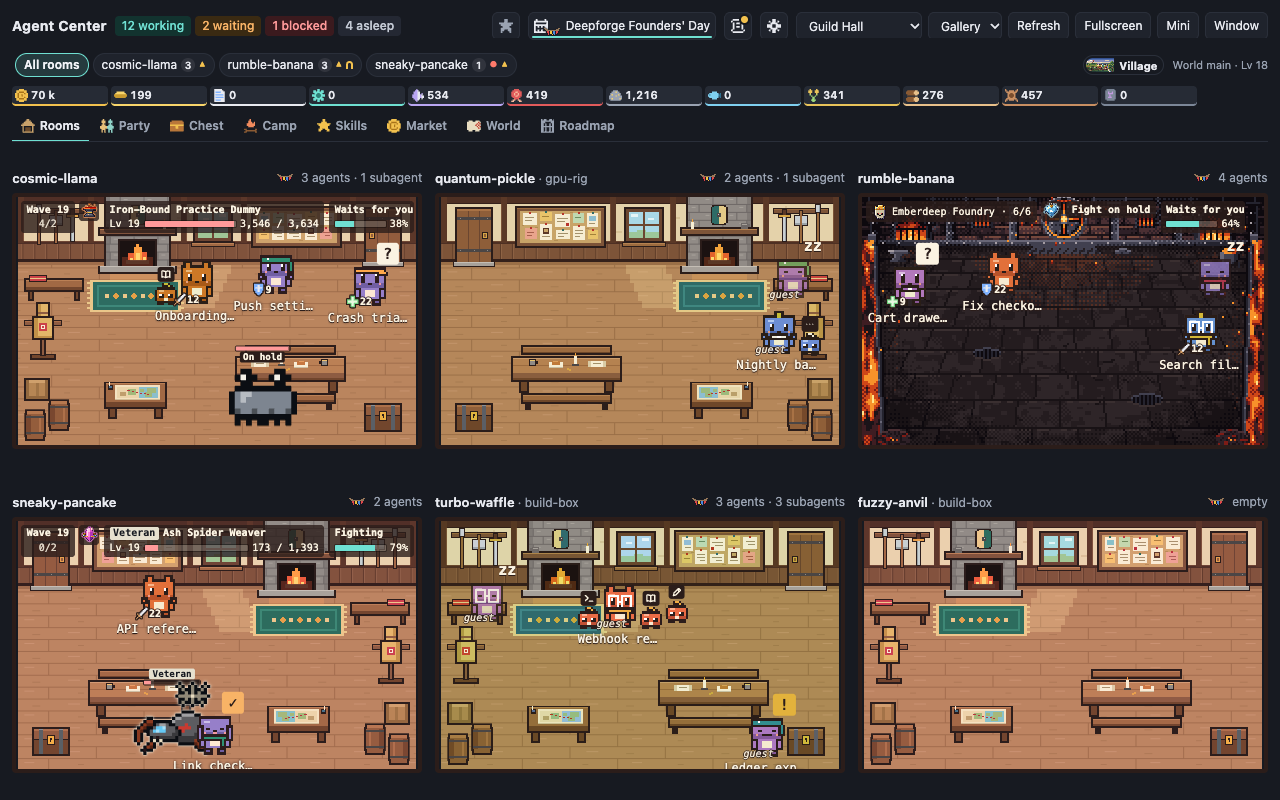 Agent Center 12 working 2 waiting 1 blocked 4 asleep Deepforge Founders' Day Guild Hall Gallery Refresh Fullscreen Mini Window
All rooms cosmic-llama 3 rumble-banana 3 sneaky-pancake 1 Village World main · Lv 18
70 k 199 0 0 534 419 1,216 0 341 276 457 0
Rooms Party Chest Camp Skills Market World Roadmap
cosmic-llama 3 agents · 1 subagent
Wave 19 Iron-Bound Practice Dummy Waits for you
4/2 Lv 19 3,546 / 3,634 38%
?
9
12 22
Push setti…
Onboarding… Crash tria…
On hold
quantum-pickle · gpu-rig 2 agents · 1 subagent
zz
guest
guest
Nightly ba…
rumble-banana 4 agents
Emberdeep Foundry · 6/6 Fight on hold Waits for you
64%
zz
?
22
9
Fix checko…
Cart drawe…
12
Search fil…
sneaky-pancake 2 agents
Wave 19 Veteran Ash Spider Weaver Fighting
0/2 Lv 19 173 / 1,393 79%
22
API refere…
Veteran
✓
Link check…
turbo-waffle · build-box 3 agents · 3 subagents
zz
guest
guest
Webhook re…
!
guest
Ledger exp…
fuzzy-anvil · build-box empty